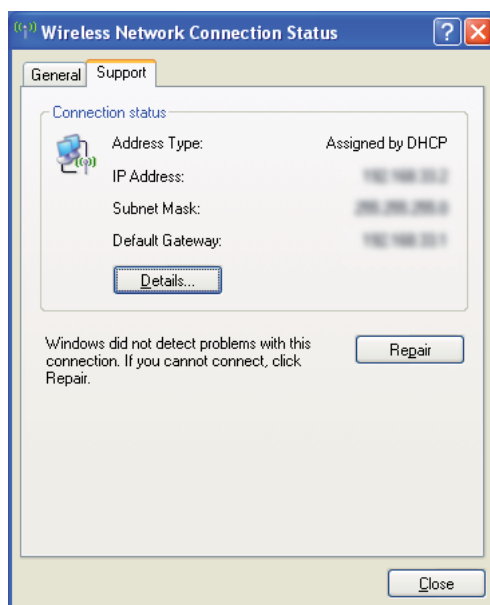 Wireless Network Connection Status
General
Support
Connection status
Address Type: Assigned by DHCP
IP Address:
Subnet Mask:
Default Gateway:
Details...
Windows did not detect problems with this
connection. If you cannot connect, click
Repair.
Repair
Close